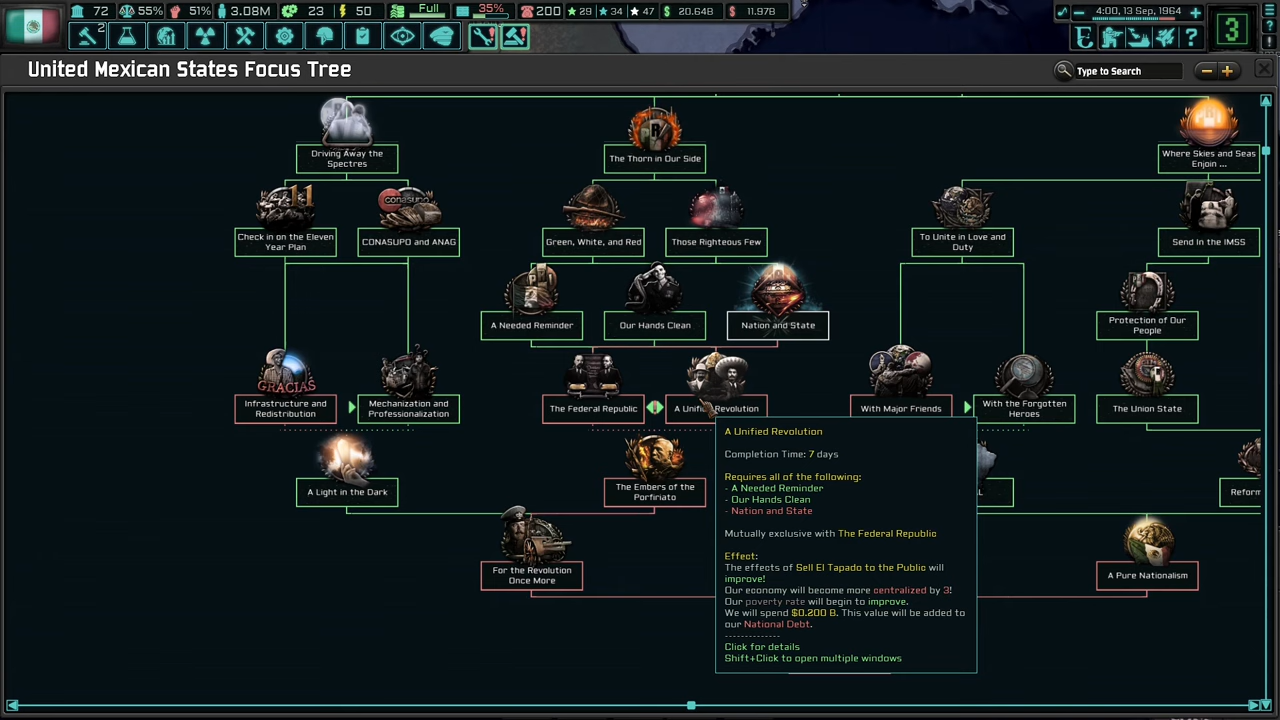 72 55% 51% 3.08M 23 50 Full 35% 200 29 34 47 $ 20.64B $ 11.97B 4:00, 13 Sep, 1964 3
2
United Mexican States Focus Tree
Type to Search
Driving Away the Spectres
The Thorn in Our Side
Where Skies and Seas Enjoin ...
11
conasupo
Check in on the Eleven Year Plan
CONASUPO and ANAG
Green, White, and Red
Those Righteous Few
To Unite in Love and Duty
Send In the IMSS
A Needed Reminder
Our Hands Clean
Nation and State
Protection of Our People
GRACIAS
Infrastructure and Redistribution
Mechanization and Professionalization
The Federal Republic
With Major Friends
With the Forgotten Heroes
The Union State
A Unified Revolution
Completion Time: 7 days
Requires all of the following:
- A Needed Reminder
- Our Hands Clean
- Nation and State
Mutually exclusive with The Federal Republic
Effect:
The effects of Sell El Tapado to the Public will
improve!
Our economy will become more centralized by 3!
Our poverty rate will begin to improve.
We will spend $0.200 B. This value will be added to
our National Debt.
--------------
Click for details
Shift+Click to open multiple windows
A Light in the Dark
The Embers of the Porfiriato
For the Revolution Once More
A Pure Nationalism